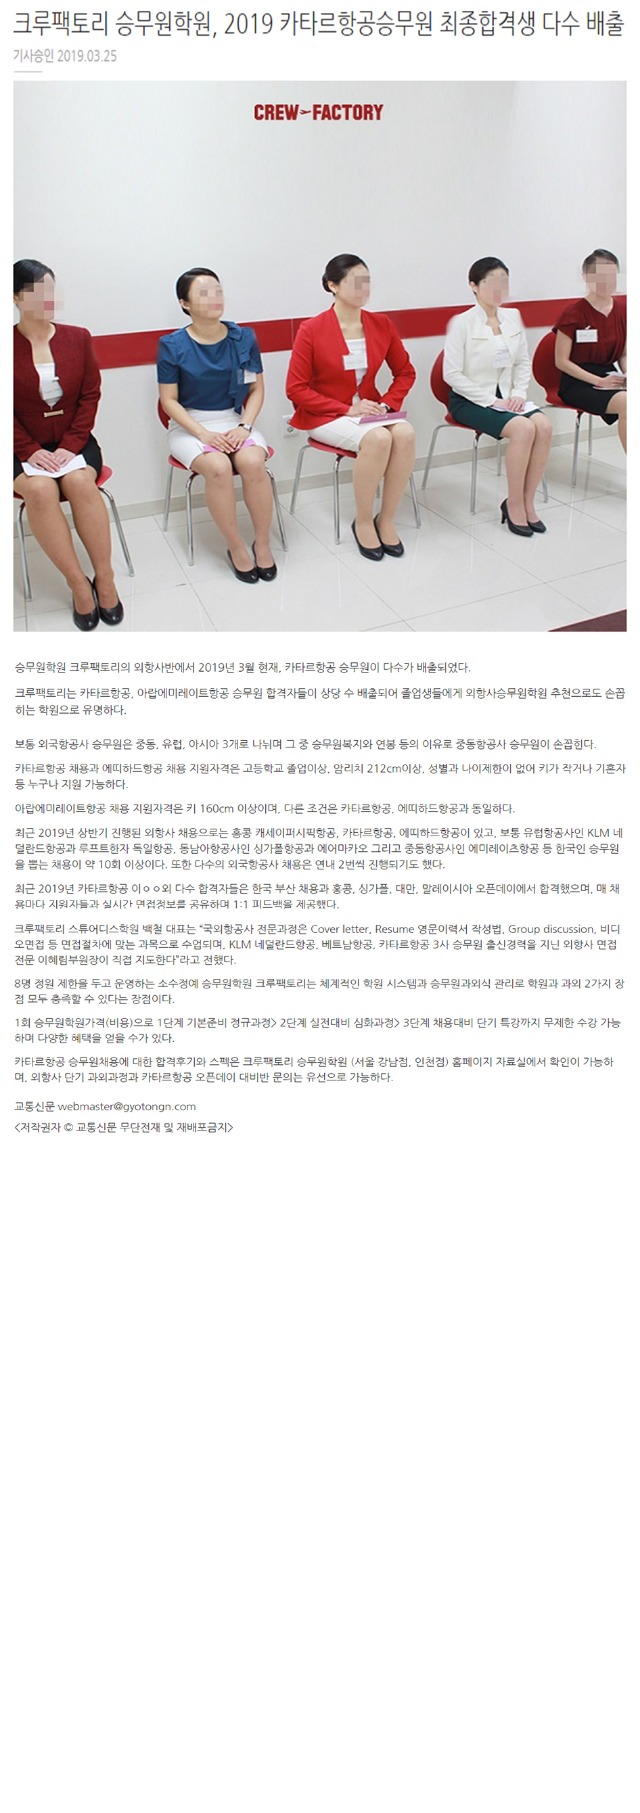 크루팩토리 승무원학원, 2019 카타르항공승무원 최종합격생 다수 배출
기사승인 2019.03.25
CREW FACTORY
승무원학원 크루팩토리의 외항사반에서 2019년 3월 현재, 카타르항공 승무원이 다수가 배출되었다.
크루팩토리는 카타르항공, 아랍에미레이트항공 승무원 합격자들이 상당 수 배출되어 졸업생들에게 외항사승무원학원 추천으로도 손꼽
히는 학원으로 유명하다.
보통 외국항공사 승무원은 중동, 유럽, 아시아 3개로 나뉘며 그 중 승무원복지와 연봉 등의 이유로 중동항공사 승무원이 손꼽힌다.
카타르항공 채용과 에띠하드항공 채용 지원자격은 고등학교 졸업이상, 암리치 212cm이상, 성별과 나이제한이 없어 키가 작거나 기혼자
등 누구나 지원 가능하다.
아랍에미레이트항공 채용 지원자격은 키 160cm 이상이며, 다른 조건은 카타르항공, 에띠하드항공과 동일하다.
최근 2019년 상반기 진행된 외항사 채용으로는 홍콩 캐세이퍼시픽항공, 카타르항공, 에띠하드항공이 있고, 보통 유럽항공사인 KLM 네
덜란드항공과 루프트한자 독일항공, 동남아항공사인 싱가폴항공과 에어마카오 그리고 중동항공사인 에미레이츠항공 등 한국인 승무원
을 뽑는 채용이 약 10회 이상이다. 또한 다수의 외국항공사 채용은 연내 2번씩 진행되기도 했다.
최근 2019년 카타르항공 이ㅇㅇ외 다수 합격자들은 한국 부산 채용과 홍콩, 싱가폴, 대만, 말레이시아 오픈데이에서 합격했으며, 매 채
용마다 지원자들과 실시간 면접정보를 공유하며 1:1 피드백을 제공했다.
크루팩토리 스튜어디스학원 백철 대표는 “국외항공사 전문과정은 Cover letter, Resume 영문이력서 작성법, Group discussion, 비디
오면접 등 면접절차에 맞는 과목으로 수업되며, KLM 네덜란드항공, 베트남항공, 카타르항공 3사 승무원 출신경력을 지닌 외항사 면접
전문 이혜림부원장이 직접 지도한다”라고 전했다.
8명 정원 제한을 두고 운영하는 소수정예 승무원학원 크루팩토리는 체계적인 학원 시스템과 승무원과외식 관리로 학원과 과외 2가지 장
점 모두 충족할 수 있다는 장점이다.
1회 승무원학원가격(비용)으로 1단계 기본준비 정규과정> 2단계 실전대비 심화과정> 3단계 채용대비 단기 특강까지 무제한 수강 가능
하며 다양한 혜택을 얻을 수가 있다.
카타르항공 승무원채용에 대한 합격후기와 스펙은 크루팩토리 승무원학원 (서울 강남점, 인천점) 홈페이지 자료실에서 확인이 가능하
며, 외항사 단기 과외과정과 카타르항공 오픈데이 대비반 문의는 유선으로 가능하다.
교통신문 webmaster@gyotongn.com
<저작권자 © 교통신문 무단전재 및 재배포금지>